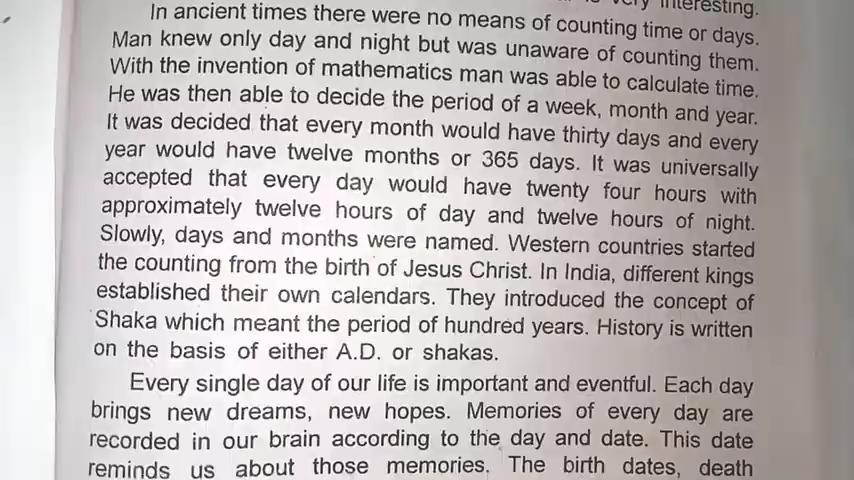 very interesting.
In ancient times there were no means of counting time or days.
Man knew only day and night but was unaware of counting them.
With the invention of mathematics man was able to calculate time.
He was then able to decide the period of a week, month and year.
It was decided that every month would have thirty days and every
year would have twelve months or 365 days. It was universally
accepted that every day would have twenty four hours with
approximately twelve hours of day and twelve hours of night.
Slowly, days and months were named. Western countries started
the counting from the birth of Jesus Christ. In India, different kings
established their own calendars. They introduced the concept of
Shaka which meant the period of hundred years. History is written
on the basis of either A.D. or shakas.
Every single day of our life is important and eventful. Each day
brings new dreams, new hopes. Memories of every day are
recorded in our brain according to the day and date. This date
reminds us about those memories. The birth dates, death